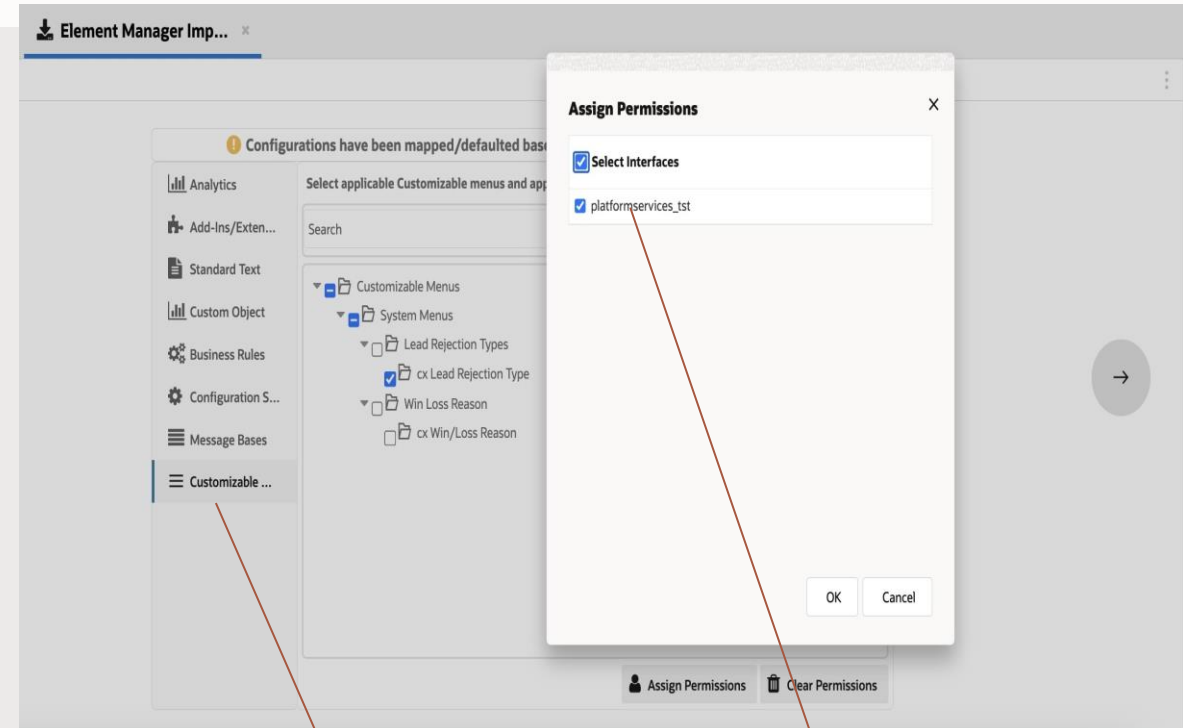 Element Manager Imp... ×
Configurations have been mapped/defaulted base
Analytics
Add-Ins/Exten...
Standard Text
Custom Object
Business Rules
Configuration S...
Message Bases
Customizable ...
Select applicable Customizable menus and app
Search
Customizable Menus
System Menus
Lead Rejection Types
cx Lead Rejection Type
Win Loss Reason
cx Win/Loss Reason
Assign Permissions
Clear Permissions
Assign Permissions X
Select Interfaces
platformservices_tst
OK Cancel